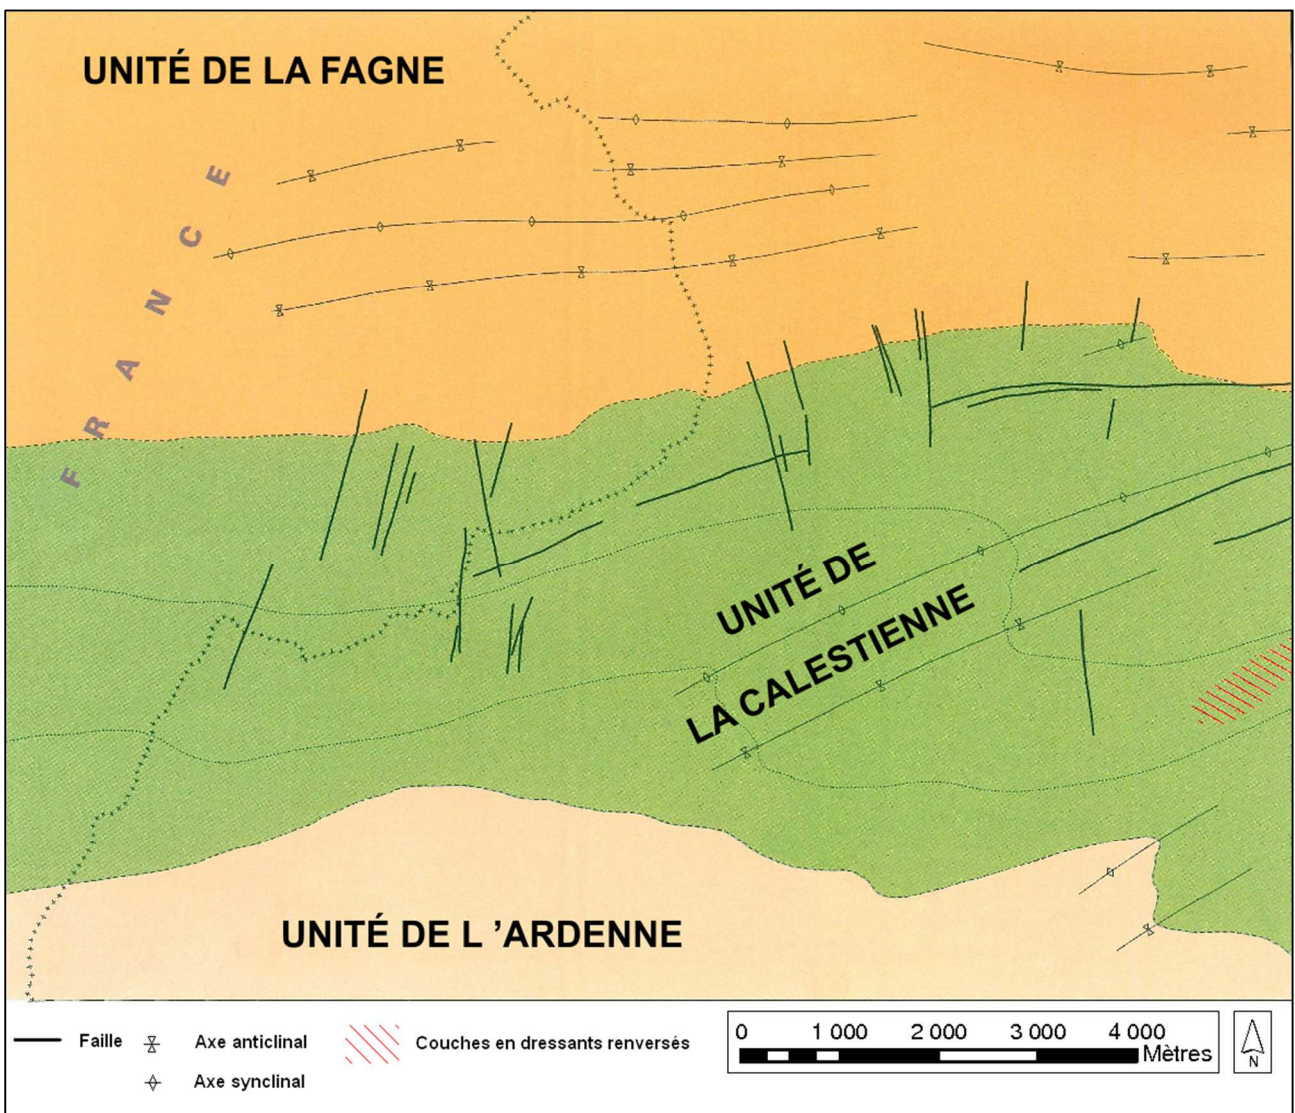 UNITÉ DE LA FAGNE
FRANCE
UNITÉ DE
LA CALESTIENNE
UNITÉ DE L ’ARDENNE
Faille
Axe anticlinal
Couches en dressants renversés
Axe synclinal
0 1 000 2 000 3 000 4 000
Mètres
N